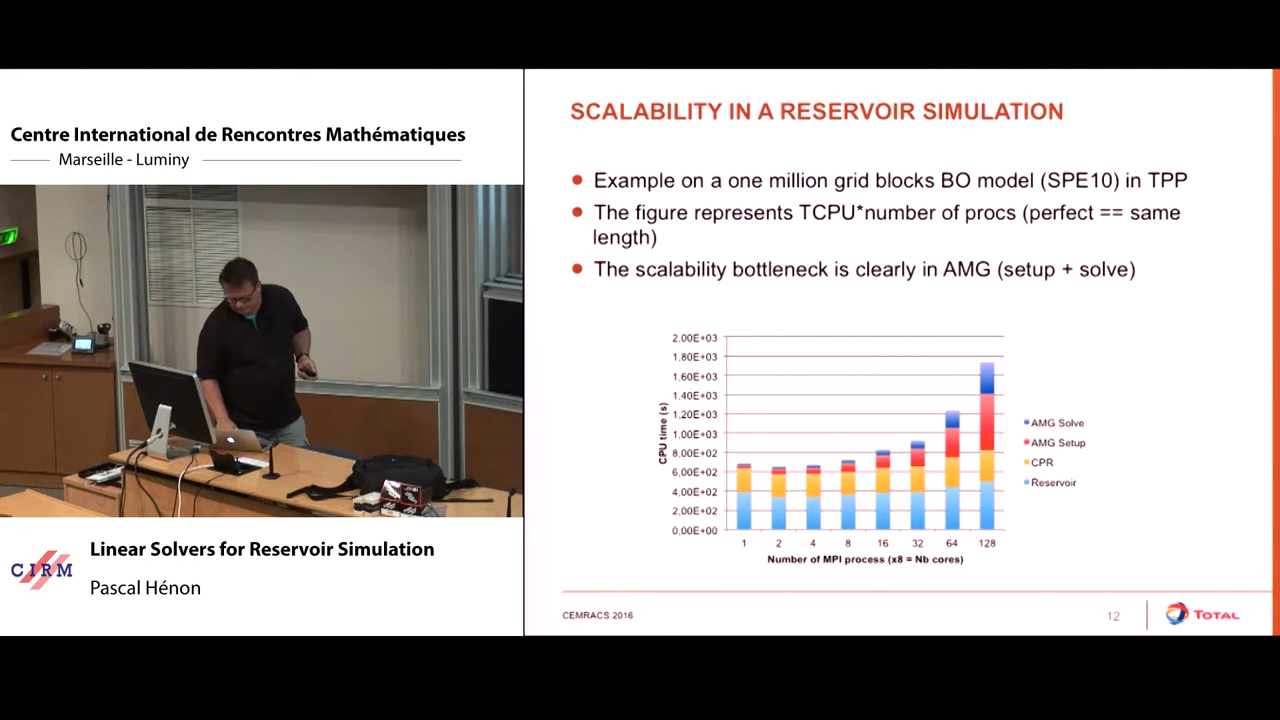 Centre International de Rencontres Mathématiques
Marseille - Luminy
SCALABILITY IN A RESERVOIR SIMULATION
Example on a one million grid blocks BO model (SPE10) in TPP
The figure represents TCPU*number of procs (perfect == same
length)
The scalability bottleneck is clearly in AMG (setup + solve)
CPU time (s)
2,00E+03
1,80E+03
1,60E+03
1,40E+03
1,20E+03
1,00E+03
8,00E+02
6,00E+02
4,00E+02
2,00E+02
0,00E+00
1 2 4 8 16 32 64 128
Number of MPI process (x8 = Nb cores)
AMG Solve
AMG Setup
CPR
Reservoir
CIRM
Linear Solvers for Reservoir Simulation
Pascal Hénon
CEMRACS 2016
12
TOTAL